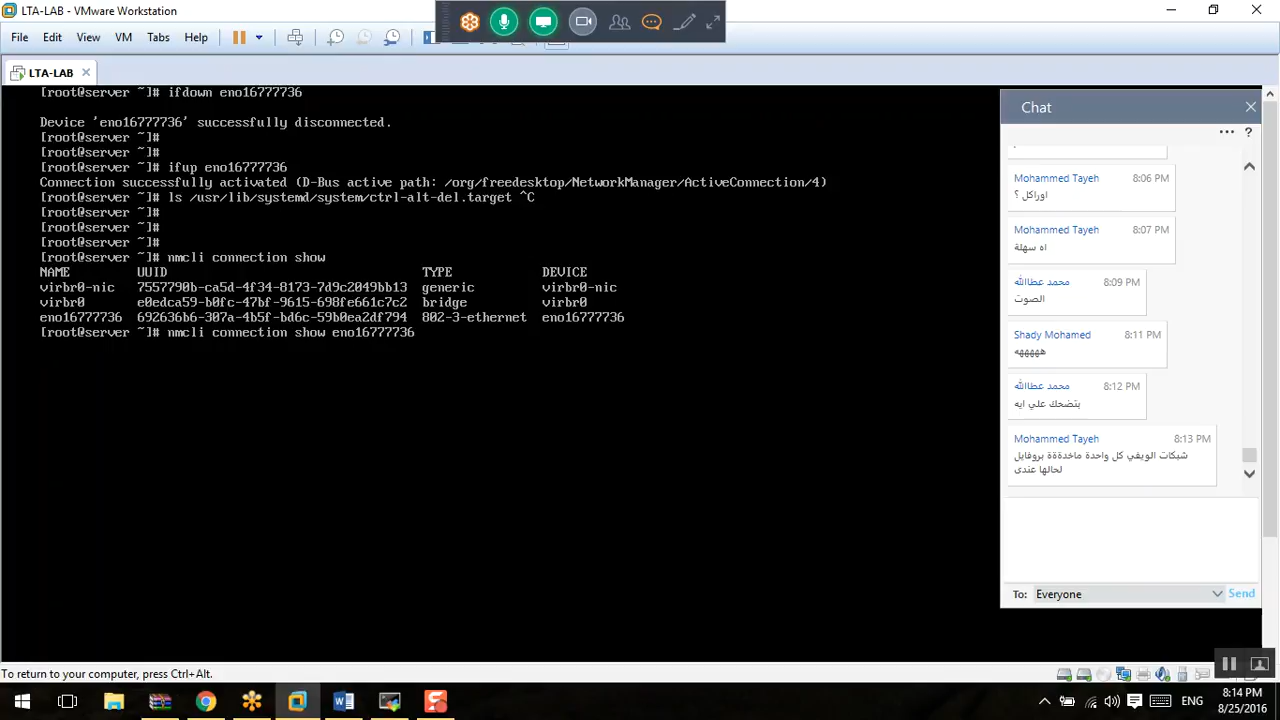 LTA-LAB - VMware Workstation
File Edit View VM Tabs Help
LTA-LAB
[root@server ~]# ifdown eno16777736
Device 'eno16777736' successfully disconnected.
[root@server ~]#
[root@server ~]#
[root@server ~]# ifup eno16777736
Connection successfully activated (D-Bus active path: /org/freedesktop/NetworkManager/ActiveConnection/4)
[root@server ~]# ls /usr/lib/systemd/system/ctrl-alt-del.target ^C
[root@server ~]#
[root@server ~]#
[root@server ~]#
[root@server ~]# nmcli connection show
NAME UUID TYPE DEVICE
virbr0-nic 7557790b-ca5d-4f34-8173-7d9c2049bb13 generic virbr0-nic
virbr0 e0edca59-b0fc-47bf-9615-698fe661c7c2 bridge virbr0
eno16777736 692636b6-307a-4b5f-bd6c-59b0ea2df794 802-3-ethernet eno16777736
[root@server ~]# nmcli connection show eno16777736
Chat
Mohammed Tayeh 8:06 PM
اوراكل ؟
Mohammed Tayeh 8:07 PM
اه سهلة
محمد عطاالله 8:09 PM
الصوت
Shady Mohamed 8:11 PM
هههههه
محمد عطاالله 8:12 PM
بتضحك علي ايه
Mohammed Tayeh 8:13 PM
شبكات الويفي كل واحدة ماخدةةة بروفايل
لحالها عندى
To: Everyone Send
To return to your computer, press Ctrl+Alt.
ENG
8:14 PM
8/25/2016